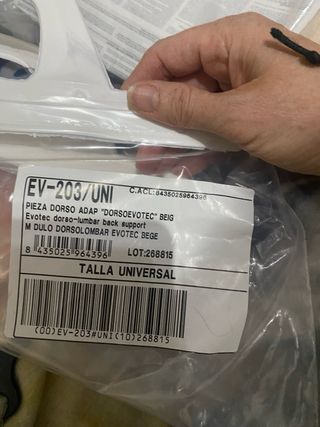 EV-203/UNI
C.ACL:8435025964396
PIEZA DORSO ADAP "DORSOEVOTEC" BEIG
Evotec dorso-lumbar back support
M DULO DORSOLOMBAR EVOTEC BEGE
8 435025 964396
LOT:268815
TALLA UNIVERSAL
(00)EV-203#UNI(10)268815